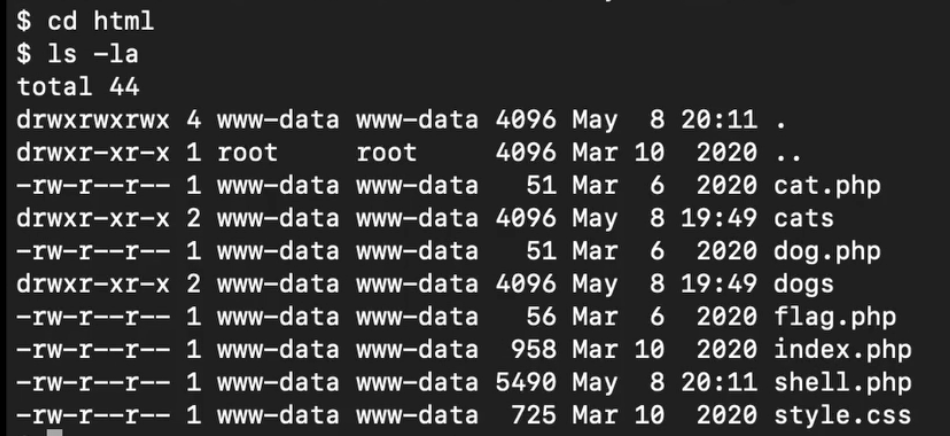 $ cd html
$ ls -la
total 44
drwxrwxrwx 4 www-data www-data 4096 May  8 20:11 .
drwxr-xr-x 1 root     root     4096 Mar 10  2020 ..
-rw-r--r-- 1 www-data www-data   51 Mar  6  2020 cat.php
drwxr-xr-x 2 www-data www-data 4096 May  8 19:49 cats
-rw-r--r-- 1 www-data www-data   51 Mar  6  2020 dog.php
drwxr-xr-x 2 www-data www-data 4096 May  8 19:49 dogs
-rw-r--r-- 1 www-data www-data   56 Mar  6  2020 flag.php
-rw-r--r-- 1 www-data www-data  958 Mar 10  2020 index.php
-rw-r--r-- 1 www-data www-data 5490 May  8 20:11 shell.php
-rw-r--r-- 1 www-data www-data  725 Mar 10  2020 style.css